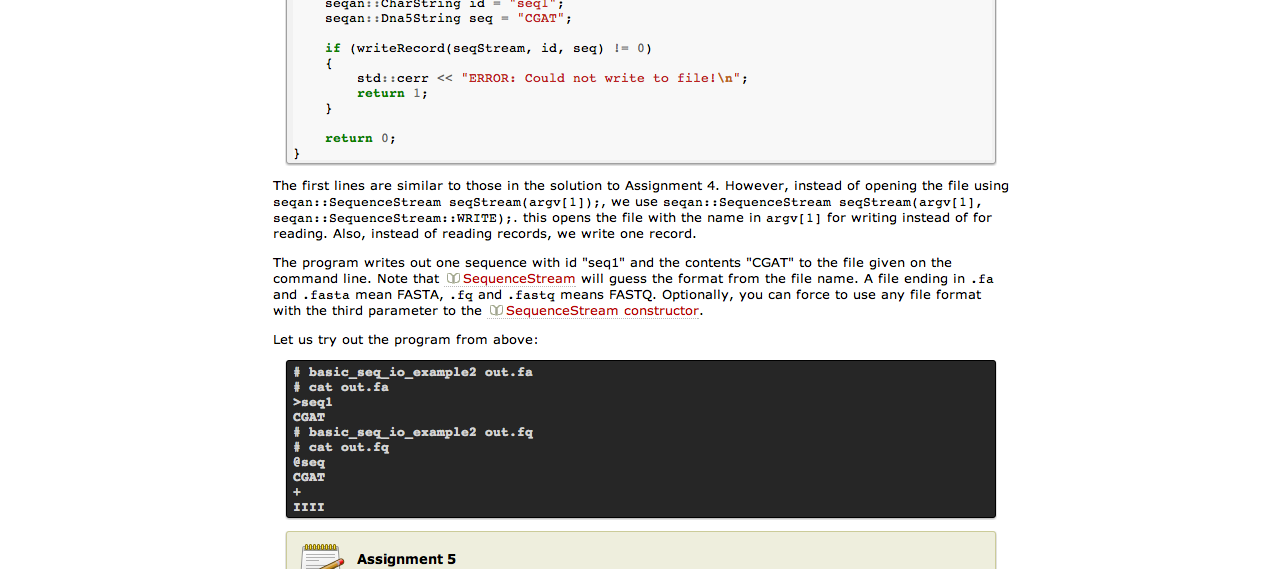 seqan::CharString id = "seq1";
seqan::Dna5String seq = "CGAT";
if (writeRecord(seqStream, id, seq) != 0)
{
std::cerr << "ERROR: Could not write to file!\n";
return 1;
}
return 0;
}
The first lines are similar to those in the solution to Assignment 4. However, instead of opening the file using
seqan::SequenceStream seqStream(argv[1]);, we use seqan::SequenceStream seqStream(argv[1],
seqan::SequenceStream::WRITE);. this opens the file with the name in argv[1] for writing instead of for
reading. Also, instead of reading records, we write one record.
The program writes out one sequence with id "seq1" and the contents "CGAT" to the file given on the
command line. Note that SequenceStream will guess the format from the file name. A file ending in .fa
and .fasta mean FASTA, .fq and .fastq means FASTQ. Optionally, you can force to use any file format
with the third parameter to the SequenceStream constructor.
Let us try out the program from above:
# basic_seq_io_example2 out.fa
# cat out.fa
>seq1
CGAT
# basic_seq_io_example2 out.fq
# cat out.fq
@seq
CGAT
+
IIII
Assignment 5